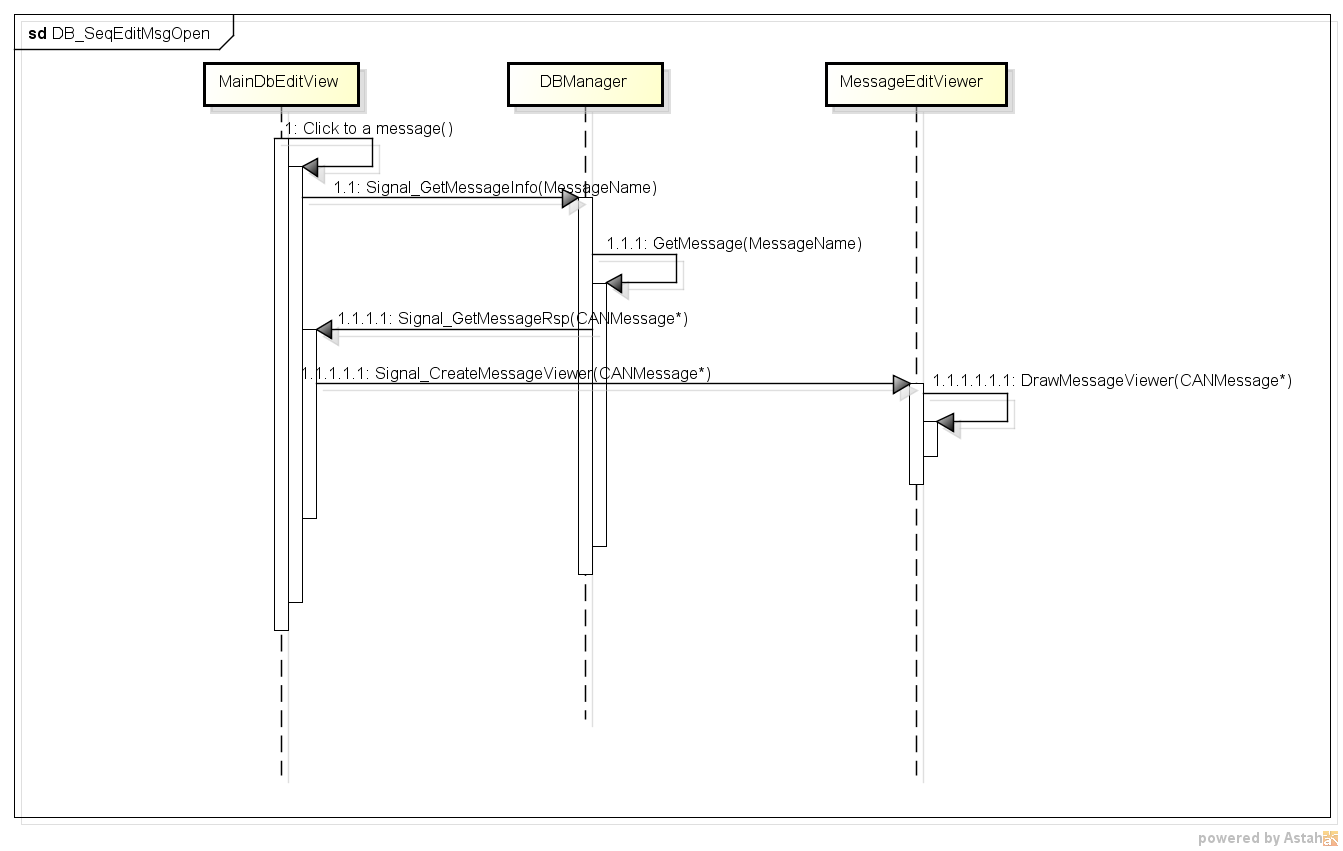 sd DB_SeqEditMsgOpen
MainDbEditView
DBManager
MessageEditViewer
1: Click to a message()
1.1: Signal_GetMessageInfo(MessageName)
1.1.1: GetMessage(MessageName)
1.1.1.1: Signal_GetMessageRsp(CANMessage*)
1.1.1.1.1: Signal_CreateMessageViewer(CANMessage*)
1.1.1.1.1.1: DrawMessageViewer(CANMessage*)
powered by Astah